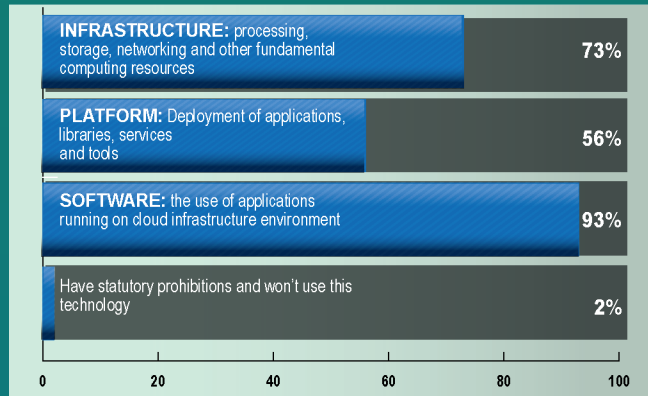 INFRASTRUCTURE: processing,
storage, networking and other fundamental
computing resources
73%
PLATFORM: Deployment of applications,
libraries, services
and tools
56%
SOFTWARE: the use of applications
running on cloud infrastructure environment
93%
Have statutory prohibitions and won’t use this
technology
2%
0 20 40 60 80 100